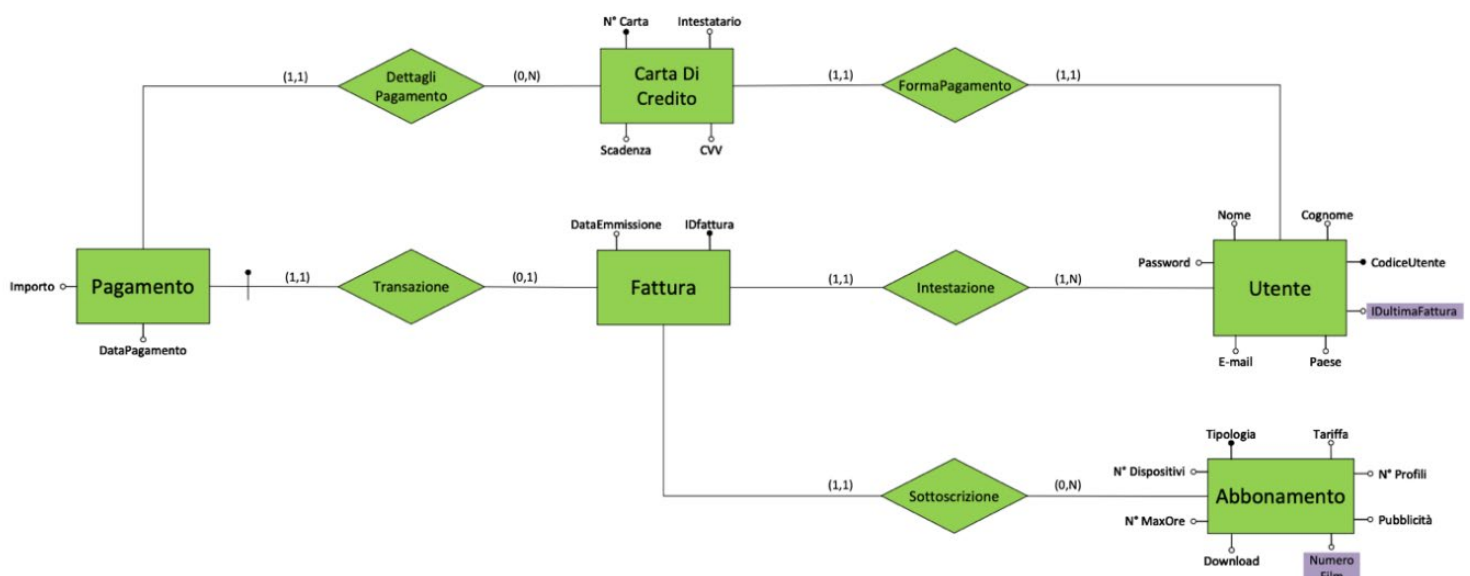 N° Carta
Intestatario
(1,1)
Dettagli
Pagamento
(0,N)
Carta Di
Credito
(1,1)
FormaPagamento
(1,1)
Scadenza
CVV
DataEmmissione
IDfattura
Nome
Cognome
Password
CodiceUtente
Importo
Pagamento
(1,1)
Transazione
(0,1)
Fattura
(1,1)
Intestazione
(1,N)
Utente
IDultimaFattura
DataPagamento
E-mail
Paese
Tipologia
Tariffa
N° Dispositivi
N° Profili
(1,1)
Sottoscrizione
(0,N)
Abbonamento
N° MaxOre
Pubblicità
Download
Numero
Film